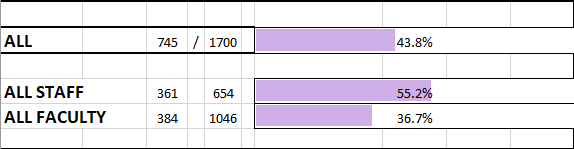 ALL 745 / 1700 43.8%
ALL STAFF 361 654 55.2%
ALL FACULTY 384 1046 36.7%